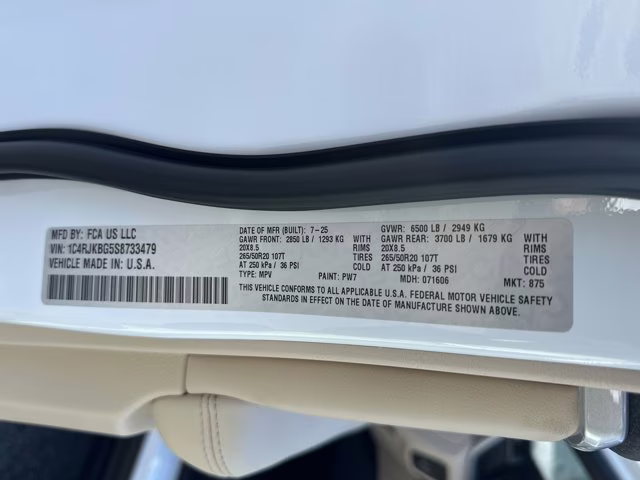 MFD BY: FCA US LLC
VIN: 1C4RJKBG5S8733479
VEHICLE MADE IN: U.S.A.
DATE OF MFR (BUILT): 7-25
GAWR FRONT: 2850 LB / 1293 KG WITH
20X8.5 RIMS
265/50R20 107T TIRES
AT 250 kPa / 36 PSI COLD
TYPE: MPV PAINT: PW7
GVWR: 6500 LB / 2949 KG
GAWR REAR: 3700 LB / 1679 KG WITH
20X8.5 RIMS
265/50R20 107T TIRES
AT 250 kPa / 36 PSI COLD
MDH: 071606 MKT: 875
THIS VEHICLE CONFORMS TO ALL APPLICABLE U.S.A. FEDERAL MOTOR VEHICLE SAFETY
STANDARDS IN EFFECT ON THE DATE OF MANUFACTURE SHOWN ABOVE.